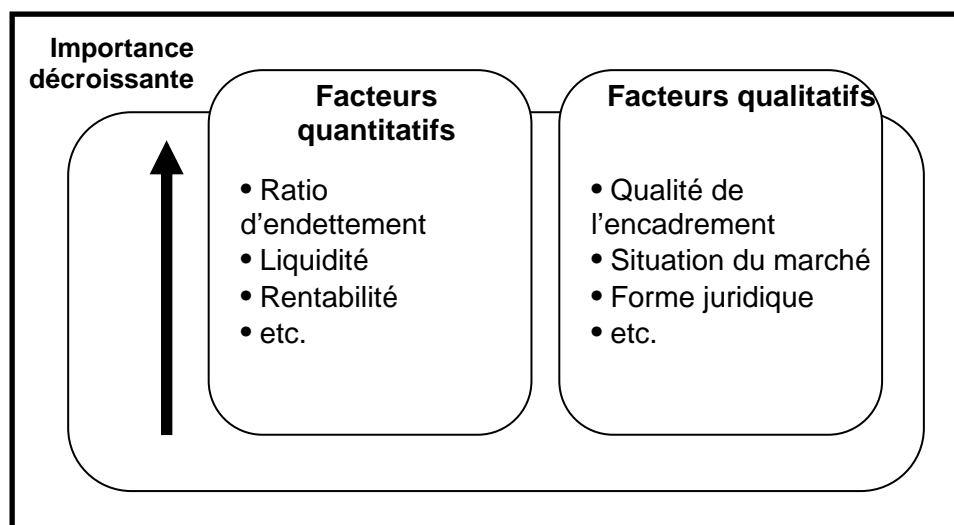 Importance
décroissante
Facteurs
quantitatifs
• Ratio
d’endettement
• Liquidité
• Rentabilité
• etc.
Facteurs qualitatifs
• Qualité de
l’encadrement
• Situation du marché
• Forme juridique
• etc.